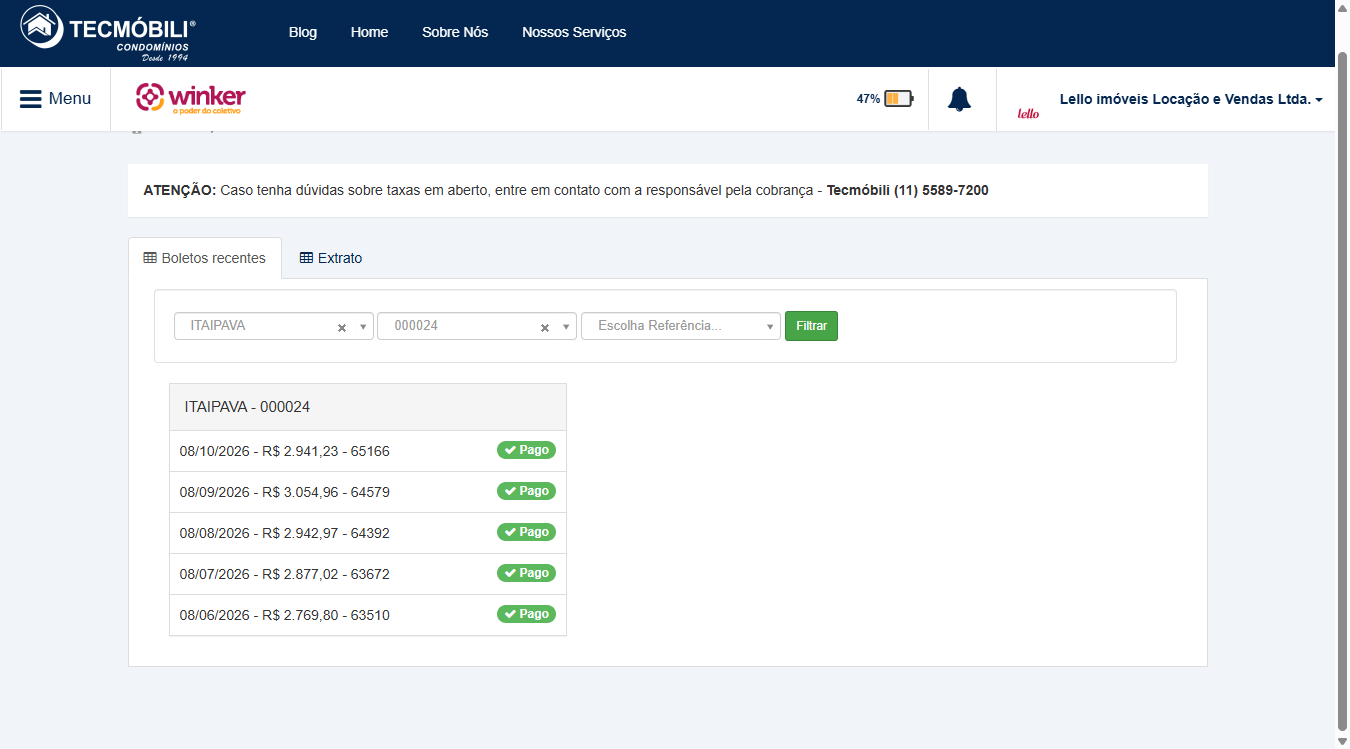 TECMÓBILI®
CONDOMÍNIOS
Desde 1994
Blog Home Sobre Nós Nossos Serviços
Menu
winker
o poder do coletivo
47%
lello
Lello imóveis Locação e Vendas Ltda.
ATENÇÃO: Caso tenha dúvidas sobre taxas em aberto, entre em contato com a responsável pela cobrança - Tecmóbili (11) 5589-7200
Boletos recentes Extrato
ITAIPAVA × 000024 × Escolha Referência... Filtrar
ITAIPAVA - 000024
08/10/2026 - R$ 2.941,23 - 65166 Pago
08/09/2026 - R$ 3.054,96 - 64579 Pago
08/08/2026 - R$ 2.942,97 - 64392 Pago
08/07/2026 - R$ 2.877,02 - 63672 Pago
08/06/2026 - R$ 2.769,80 - 63510 Pago